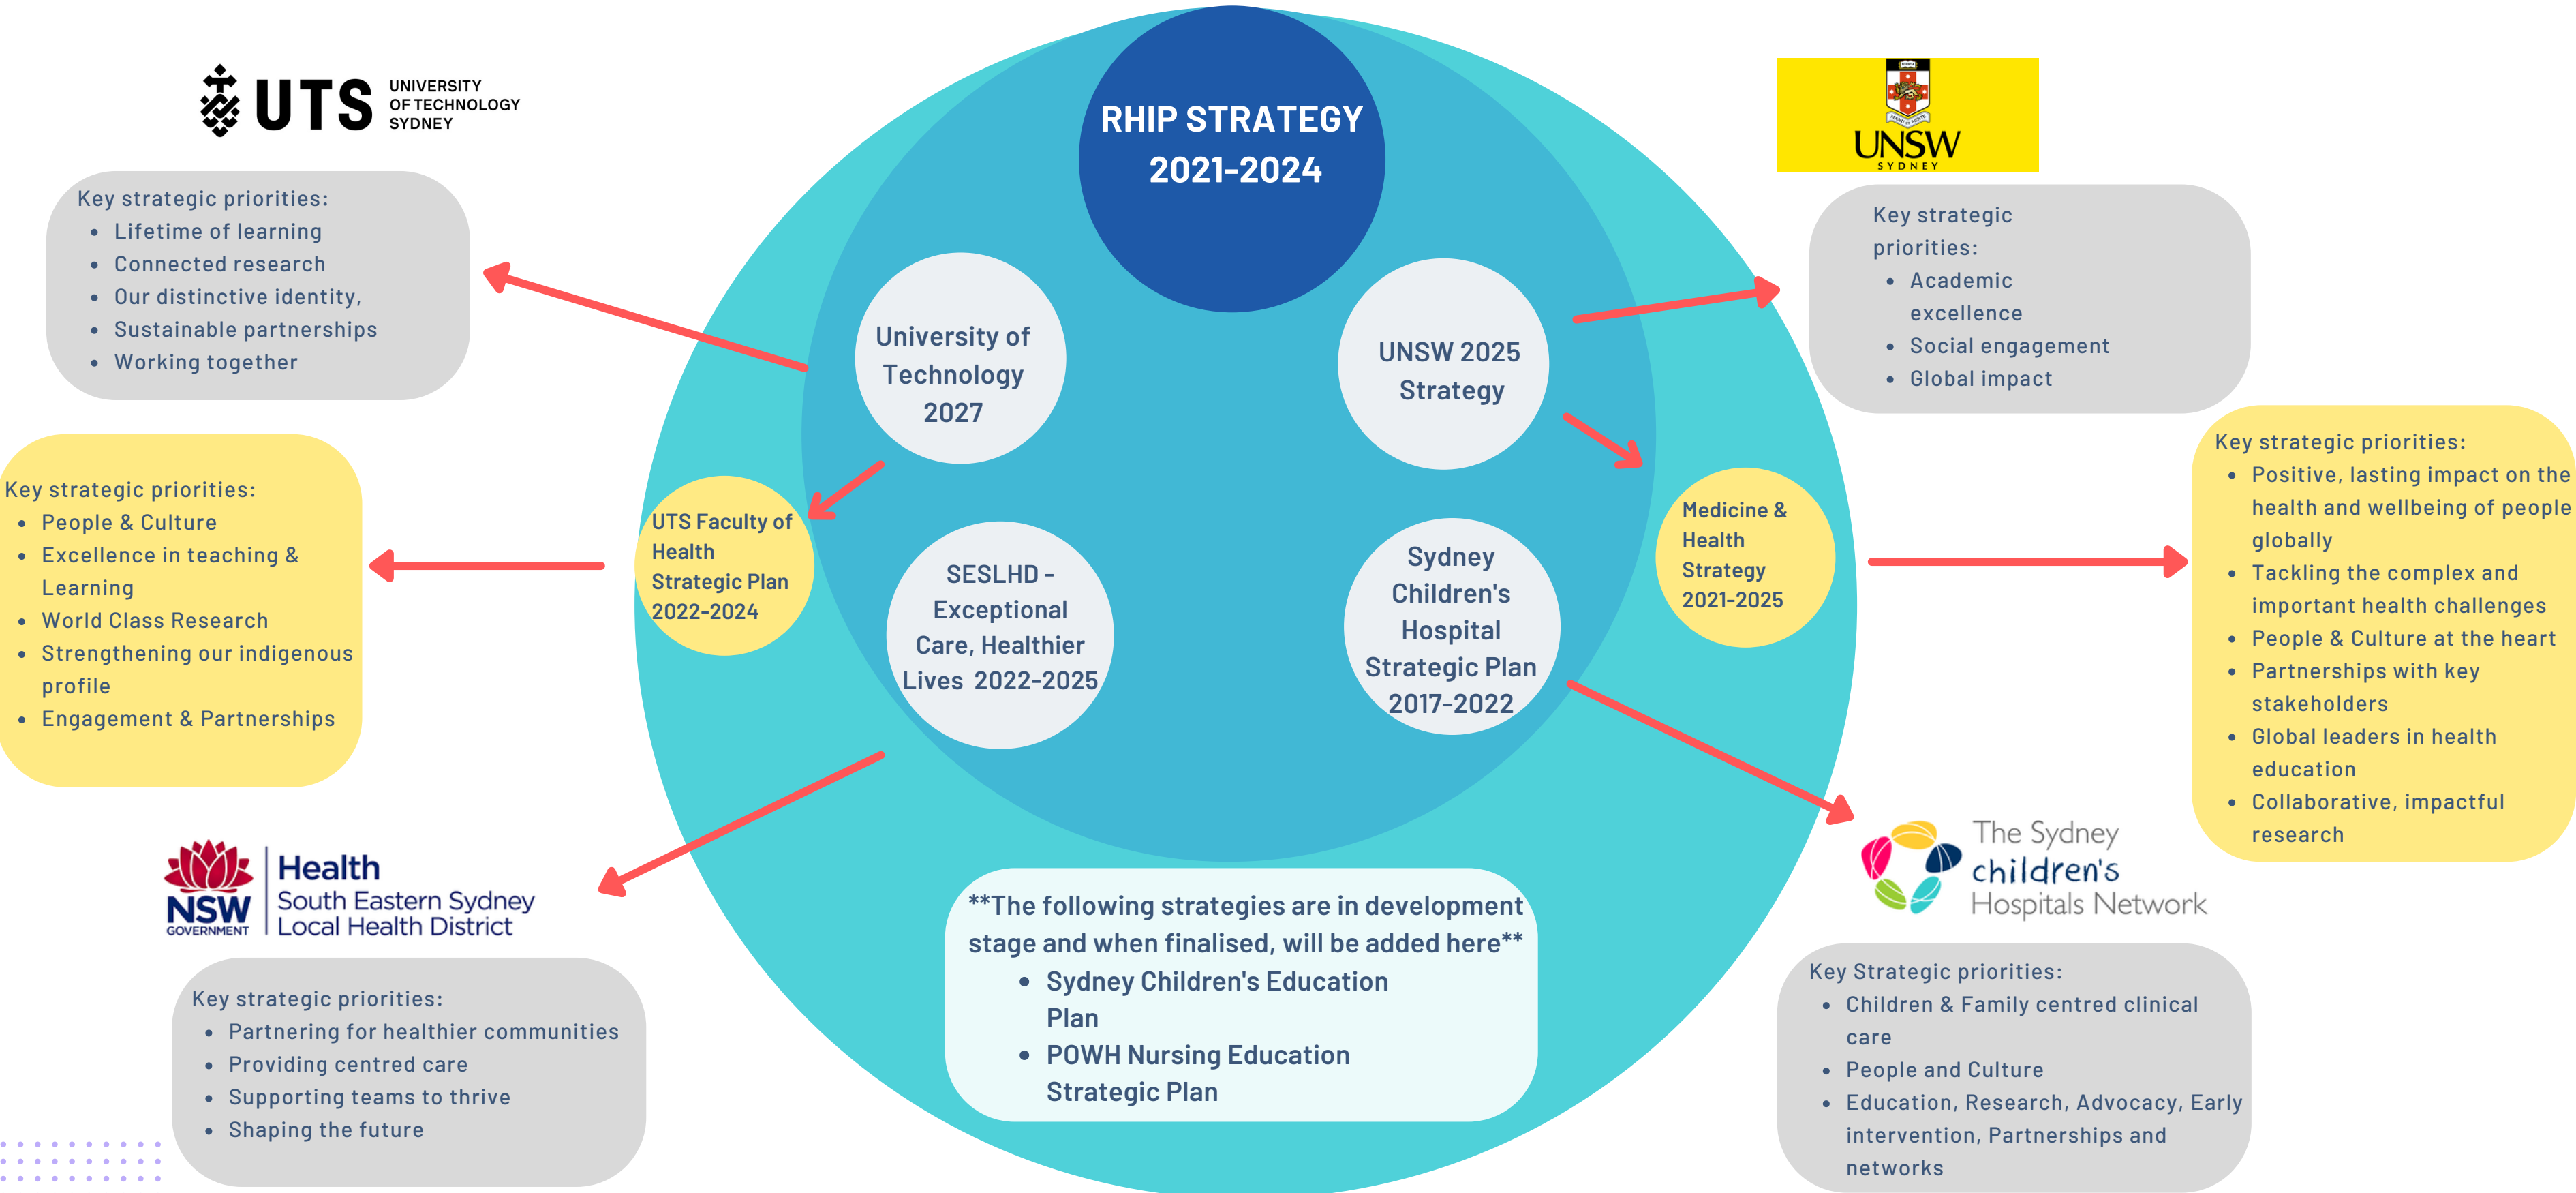 UTS
UNIVERSITY
OF TECHNOLOGY
SYDNEY
Key strategic priorities:
• Lifetime of learning
• Connected research
• Our distinctive identity,
• Sustainable partnerships
• Working together
Key strategic priorities:
• People & Culture
• Excellence in teaching &
Learning
• World Class Research
• Strengthening our indigenous
profile
• Engagement & Partnerships
NSW
GOVERNMENT
Health
South Eastern Sydney
Local Health District
Key strategic priorities:
• Partnering for healthier communities
• Providing centred care
• Supporting teams to thrive
• Shaping the future
RHIP STRATEGY
2021-2024
University of
Technology
2027
UNSW 2025
Strategy
UTS Faculty of
Health
Strategic Plan
2022-2024
SESLHD -
Exceptional
Care, Healthier
Lives 2022-2025
Sydney
Children's
Hospital
Strategic Plan
2017-2022
Medicine &
Health
Strategy
2021-2025
**The following strategies are in development
stage and when finalised, will be added here**
• Sydney Children's Education
Plan
• POWH Nursing Education
Strategic Plan
UNSW
SYDNEY
Key strategic
priorities:
• Academic
excellence
• Social engagement
• Global impact
Key strategic priorities:
• Positive, lasting impact on the
health and wellbeing of people
globally
• Tackling the complex and
important health challenges
• People & Culture at the heart
• Partnerships with key
stakeholders
• Global leaders in health
education
• Collaborative, impactful
research
The Sydney
children's
Hospitals Network
Key Strategic priorities:
• Children & Family centred clinical
care
• People and Culture
• Education, Research, Advocacy, Early
intervention, Partnerships and
networks